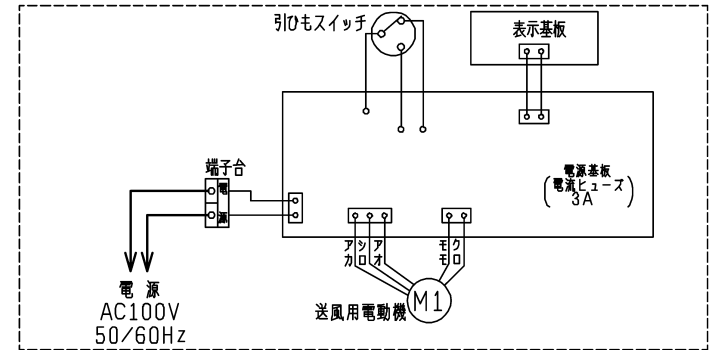 引ひもスイッチ
表示基板
端子台
電
源
電源基板
(電流ヒューズ)
3A
アカ
シロ
アオ
モモ
クロ
M1
送風用電動機
電源
AC100V
50/60Hz